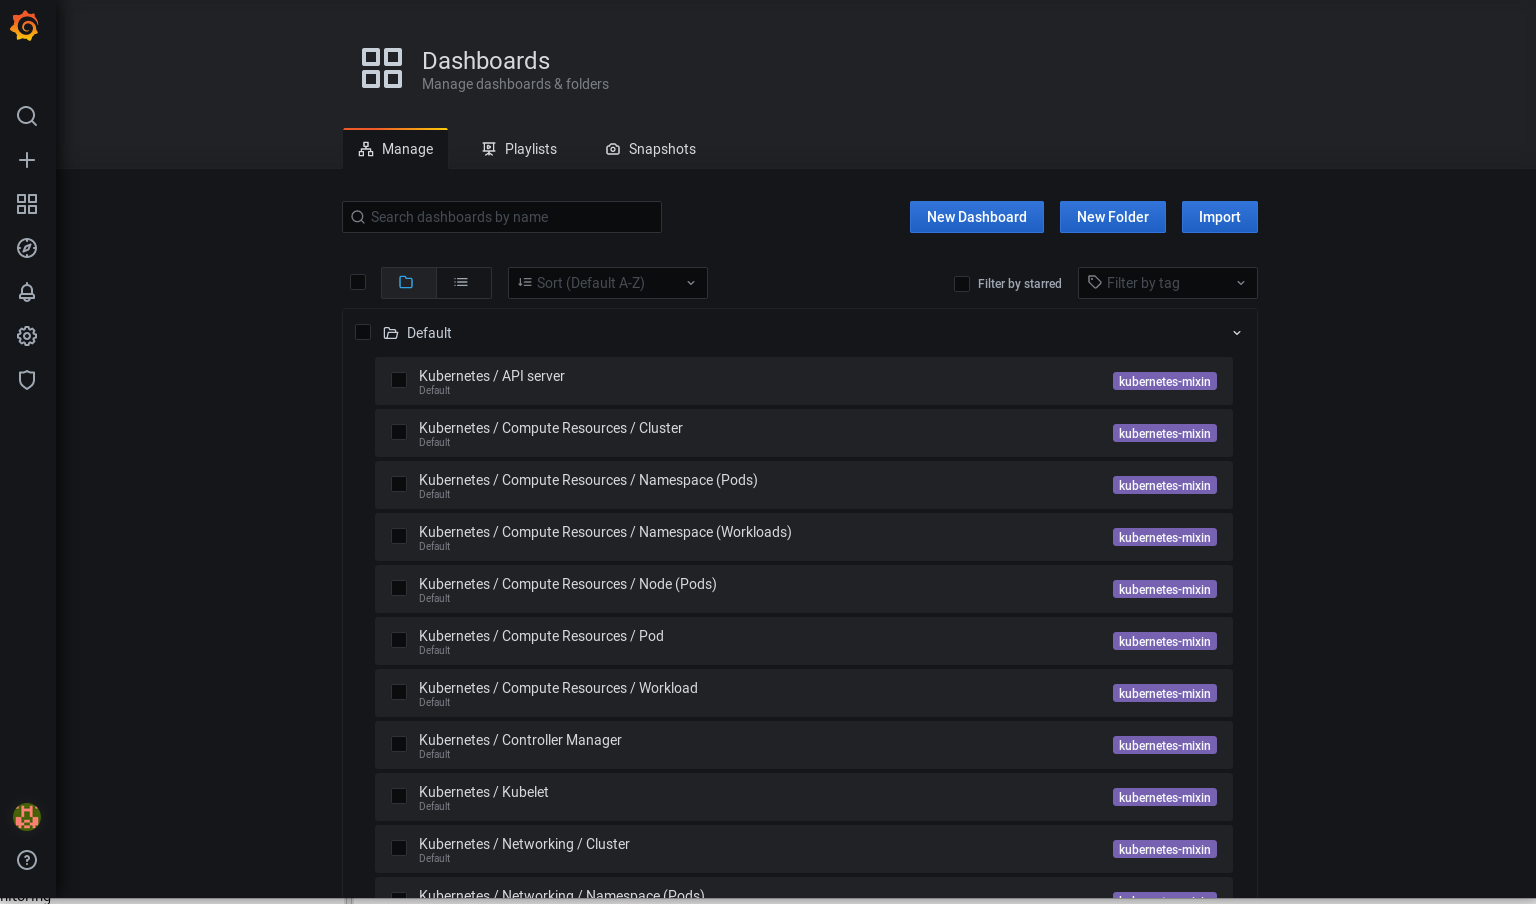 Dashboards
Manage dashboards & folders
Manage
Playlists
Snapshots
Search dashboards by name
New Dashboard
New Folder
Import
Sort (Default A-Z)
Filter by starred
Filter by tag
Default
Kubernetes / API server
Default
kubernetes-mixin
Kubernetes / Compute Resources / Cluster
Default
kubernetes-mixin
Kubernetes / Compute Resources / Namespace (Pods)
Default
kubernetes-mixin
Kubernetes / Compute Resources / Namespace (Workloads)
Default
kubernetes-mixin
Kubernetes / Compute Resources / Node (Pods)
Default
kubernetes-mixin
Kubernetes / Compute Resources / Pod
Default
kubernetes-mixin
Kubernetes / Compute Resources / Workload
Default
kubernetes-mixin
Kubernetes / Controller Manager
Default
kubernetes-mixin
Kubernetes / Kubelet
Default
kubernetes-mixin
Kubernetes / Networking / Cluster
Default
kubernetes-mixin
Kubernetes / Networking / Namespace (Pods)
kubernetes-mixin